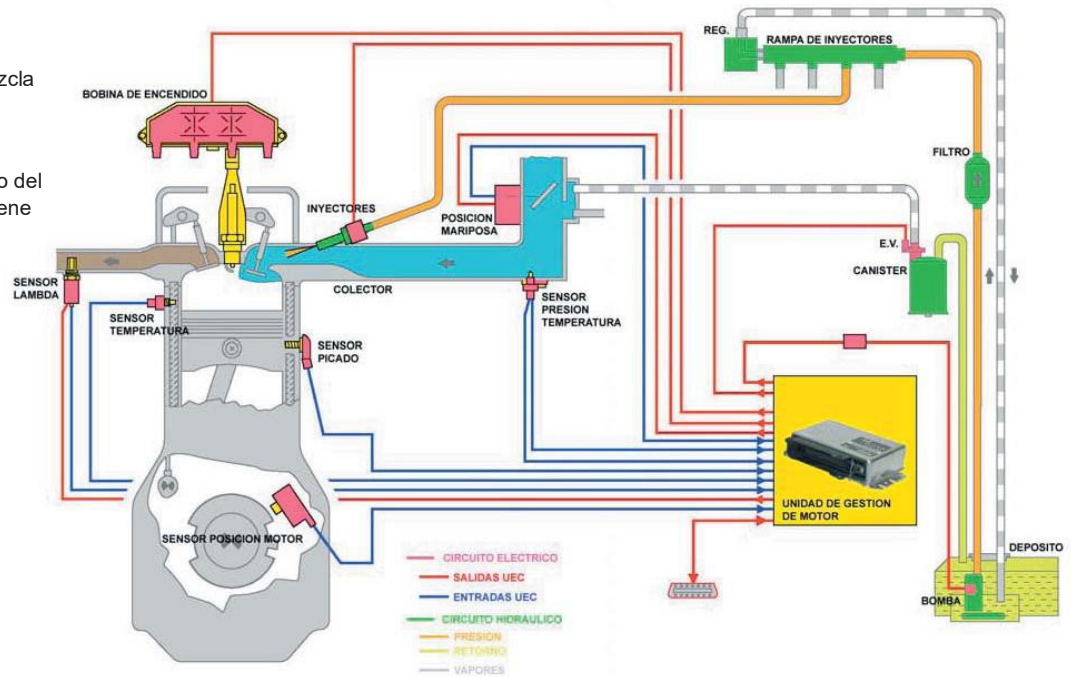 zcla
o del
ene
BOBINA DE ENCENDIDO
REG.
RAMPA DE INYECTORES
FILTRO
INYECTORES
POSICION
MARIPOSA
E.V.
CANISTER
SENSOR
LAMBDA
SENSOR
TEMPERATURA
COLECTOR
SENSOR
PRESION
TEMPERATURA
SENSOR
PICADO
UNIDAD DE GESTION
DE MOTOR
SENSOR POSICION MOTOR
DEPOSITO
BOMBA
CIRCUITO ELECTRICO
SALIDAS UEC
ENTRADAS UEC
CIRCUITO HIDRAULICO
PRESION
RETORNO
VAPORES